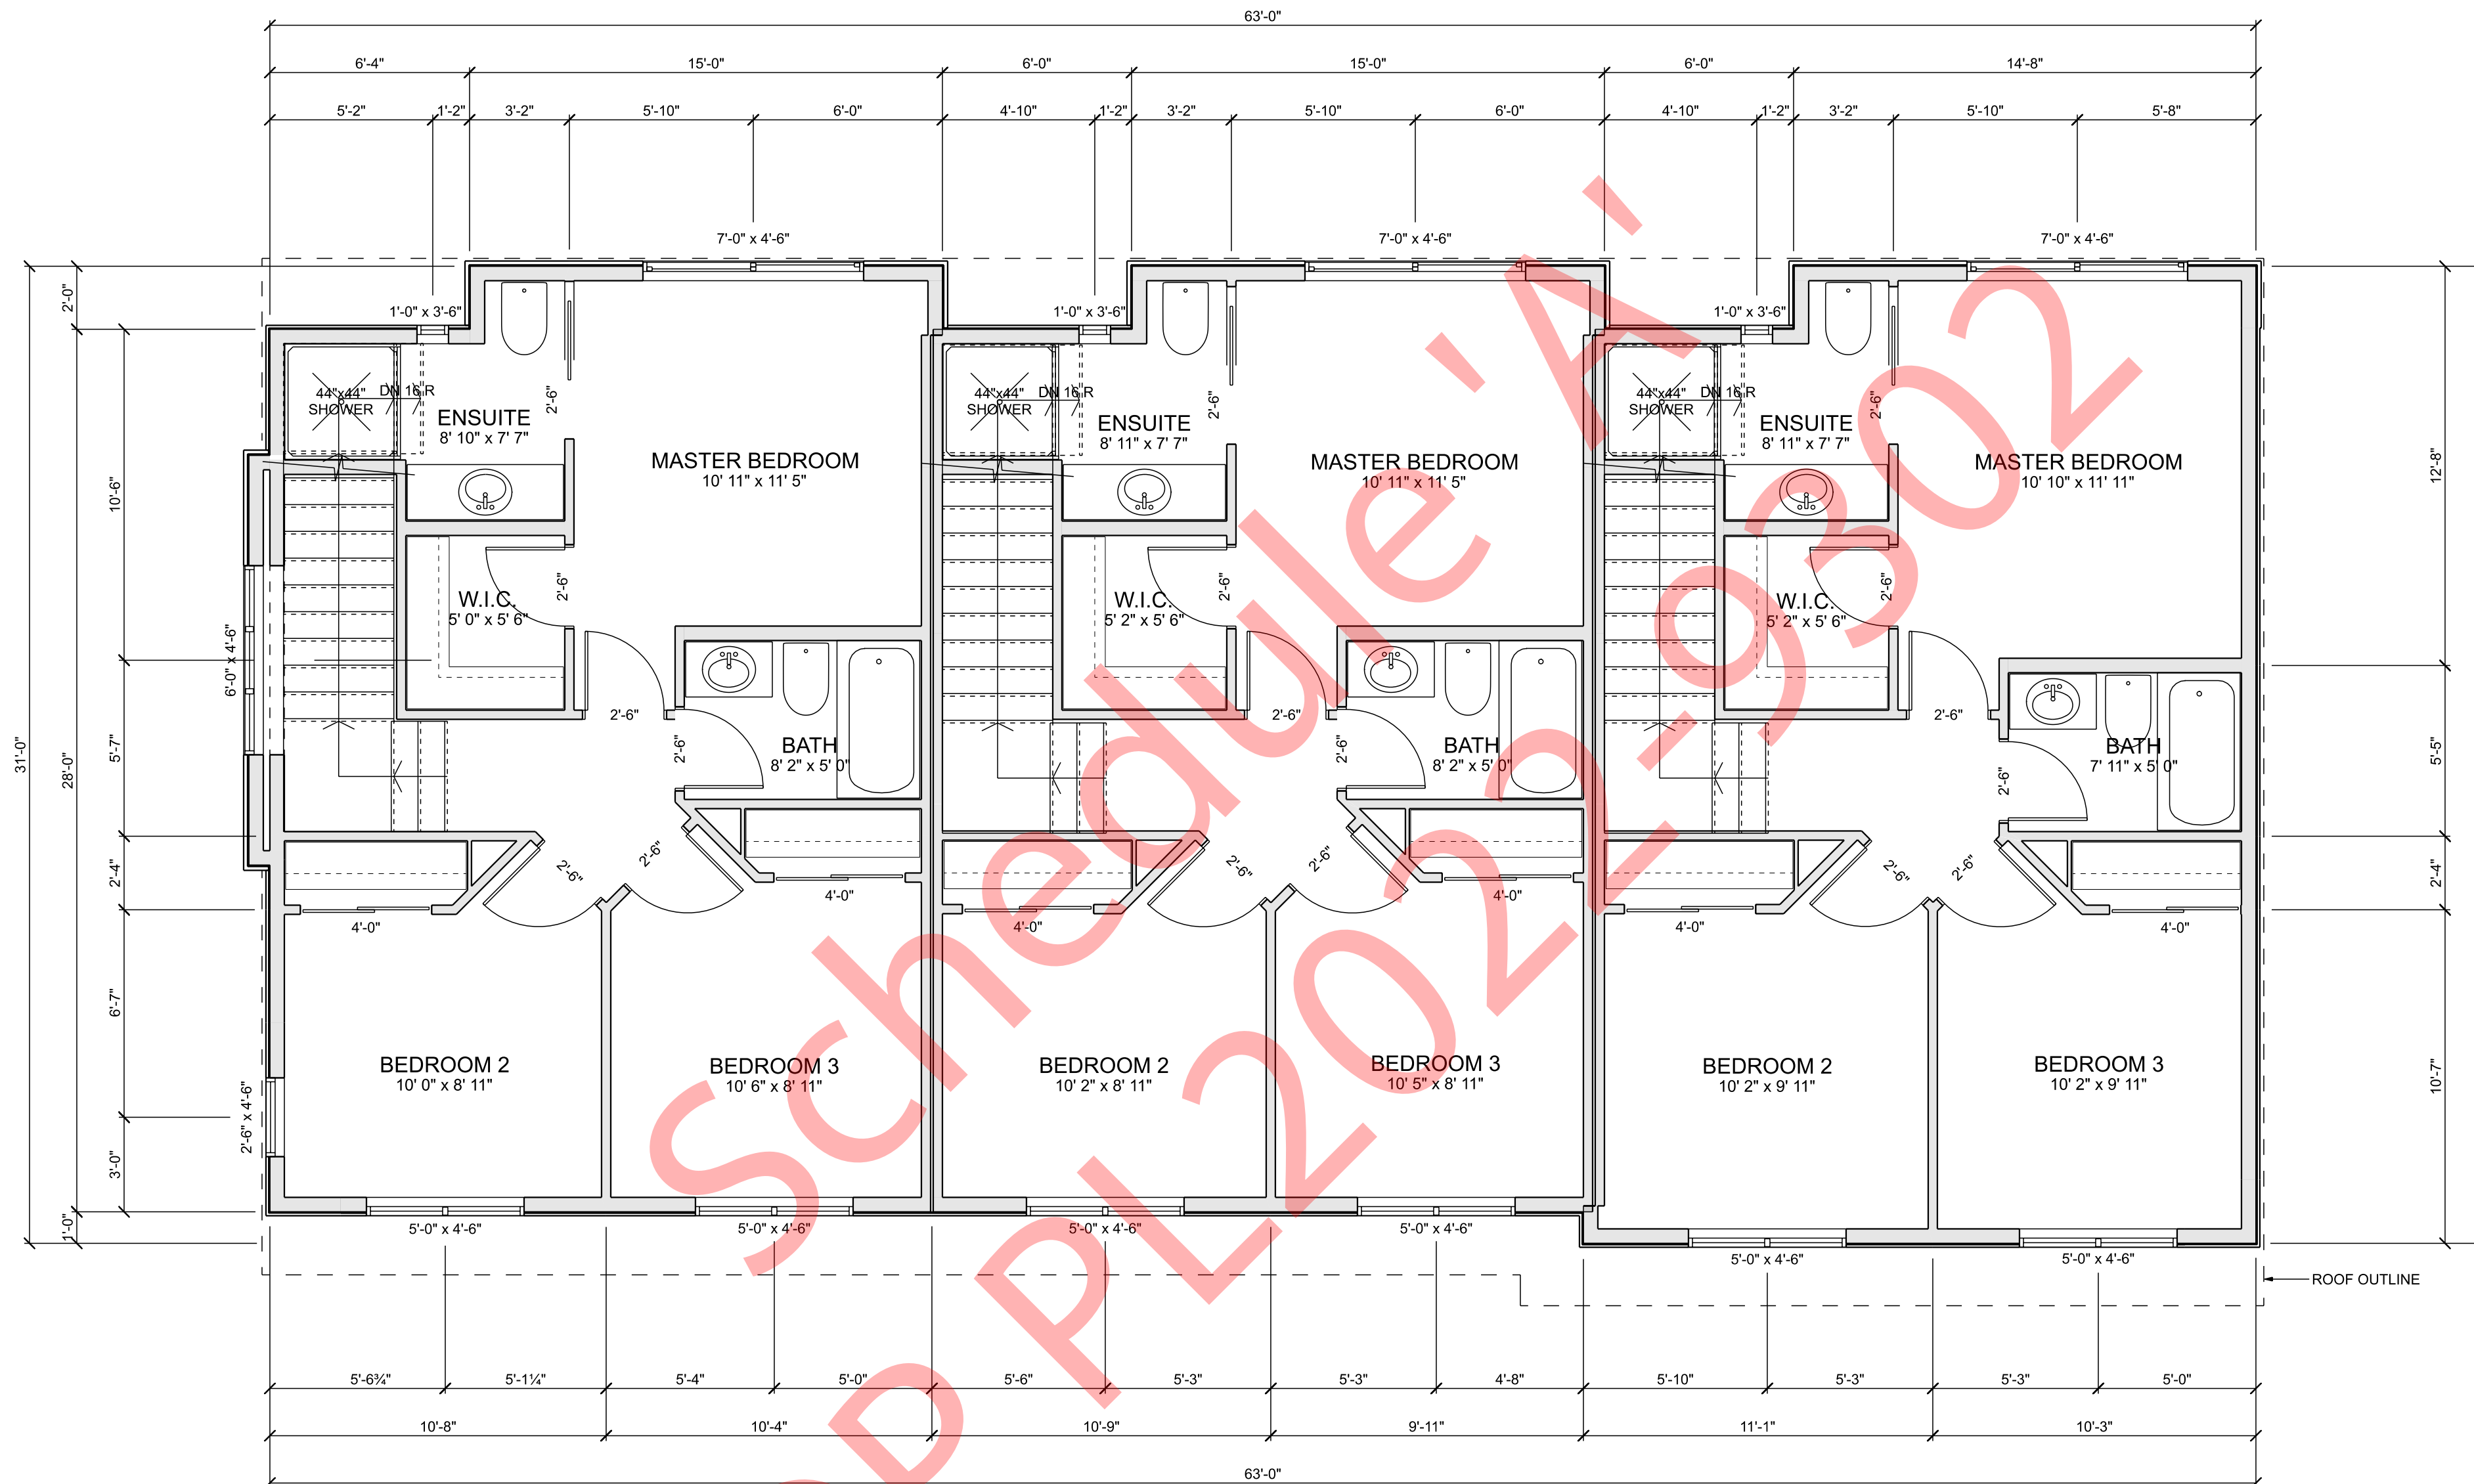 63'-0"
6'-4" 15'-0" 6'-0" 15'-0" 6'-0" 14'-8"
5'-2" 1'-2" 3'-2" 5'-10" 6'-0" 4'-10" 1'-2" 3'-2" 5'-10" 6'-0" 4'-10" 1'-2" 3'-2" 5'-10" 5'-8"
7'-0" x 4'-6" 7'-0" x 4'-6" 7'-0" x 4'-6"
1'-0" x 3'-6" 1'-0" x 3'-6" 1'-0" x 3'-6"
31'-0"
2'-0"
28'-0"
1'-0"
10'-6"
5'-7"
2'-4"
6'-7"
3'-0"
6'-0" x 4'-6"
2'-6" x 4'-6"
44"x44"
SHOWER
DN 16 R
ENSUITE
8' 10" x 7' 7"
2'-6"
MASTER BEDROOM
10' 11" x 11' 5"
W.I.C.
5' 0" x 5' 6"
2'-6"
2'-6"
2'-6"
BATH
8' 2" x 5' 0"
2'-6"
2'-6"
4'-0"
4'-0"
BEDROOM 2
10' 0" x 8' 11"
BEDROOM 3
10' 6" x 8' 11"
44"x44"
SHOWER
DN 16 R
ENSUITE
8' 11" x 7' 7"
2'-6"
MASTER BEDROOM
10' 11" x 11' 5"
W.I.C.
5' 2" x 5' 6"
2'-6"
2'-6"
2'-6"
BATH
8' 2" x 5' 0"
2'-6"
2'-6"
4'-0"
4'-0"
BEDROOM 2
10' 2" x 8' 11"
BEDROOM 3
10' 5" x 8' 11"
44"x44"
SHOWER
DN 16 R
ENSUITE
8' 11" x 7' 7"
2'-6"
MASTER BEDROOM
10' 10" x 11' 11"
W.I.C.
5' 2" x 5' 6"
2'-6"
2'-6"
2'-6"
BATH
7' 11" x 5' 0"
2'-6"
2'-6"
4'-0"
4'-0"
BEDROOM 2
10' 2" x 9' 11"
BEDROOM 3
10' 2" x 9' 11"
12'-8"
5'-5"
2'-4"
10'-7"
5'-0" x 4'-6" 5'-0" x 4'-6" 5'-0" x 4'-6" 5'-0" x 4'-6" 5'-0" x 4'-6" 5'-0" x 4'-6"
ROOF OUTLINE
5'-6¾" 5'-1¼" 5'-4" 5'-0" 5'-6" 5'-3" 5'-3" 4'-8" 5'-10" 5'-3" 5'-3" 5'-0"
10'-8" 10'-4" 10'-9" 9'-11" 11'-1" 10'-3"
63'-0"
Schedule 'A'
DP PL2022-9302